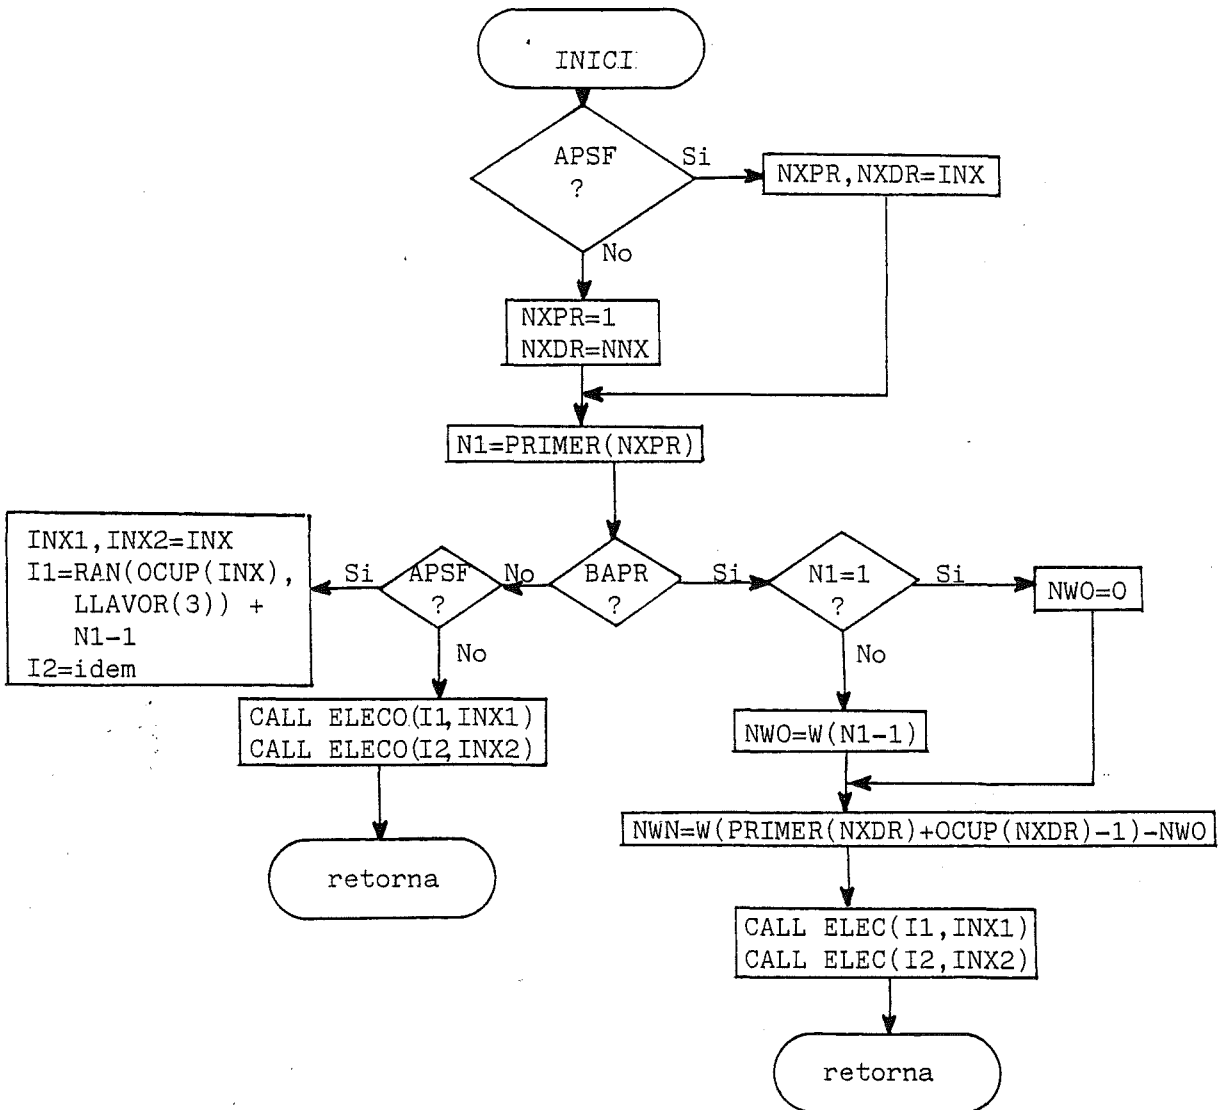 INICI
APSF
?
Si
NXPR,NXDR=INX
No
NXPR=1
NXDR=NNX
N1=PRIMER(NXPR)
INX1,INX2=INX
I1=RAN(OCUP(INX),
LLAVOR(3)) +
N1-1
I2=idem
Si
APSF
?
No
BAPR
?
Si
N1=1
?
Si
NWO=0
No
No
CALL ELECO(I1,INX1)
CALL ELECO(I2,INX2)
NWO=W(N1-1)
NWN=W(PRIMER(NXDR)+OCUP(NXDR)-1)-NWO
retorna
CALL ELEC(I1,INX1)
CALL ELEC(I2,INX2)
retorna